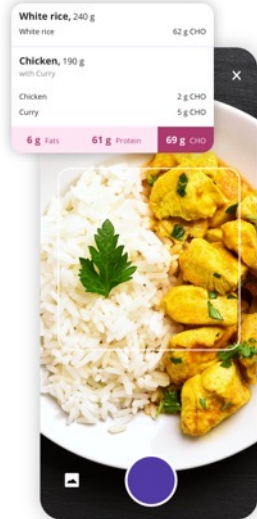 White rice, 240 g
White rice 62 g CHO
Chicken, 190 g
with Curry
Chicken 2 g CHO
Curry 5 g CHO
6 g Fats 61 g Protein 69 g CHO